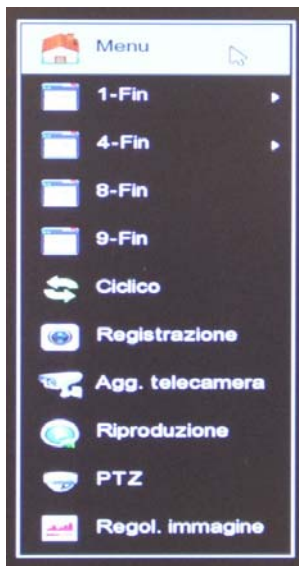 Menu
1-Fin
4-Fin
8-Fin
9-Fin
Ciclico
Registrazione
Agg. telecamera
Riproduzione
PTZ
Regol. immagine